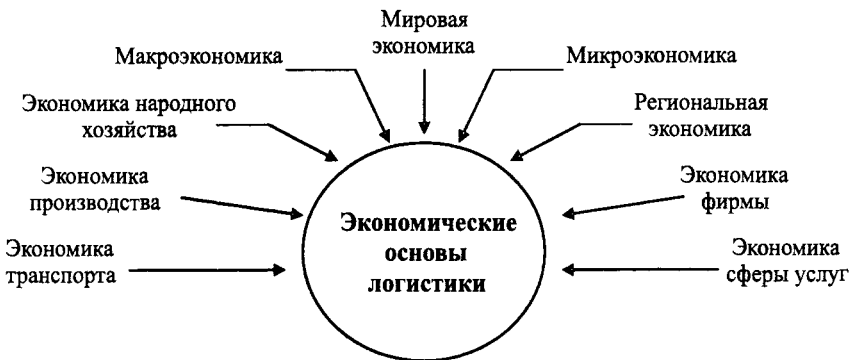 Мировая
экономика
Макроэкономика
Микроэкономика
Экономика народного
хозяйства
Региональная
экономика
Экономика
производства
Экономика
фирмы
Экономика
транспорта
Экономика
сферы услуг
Экономические
основы
логистики